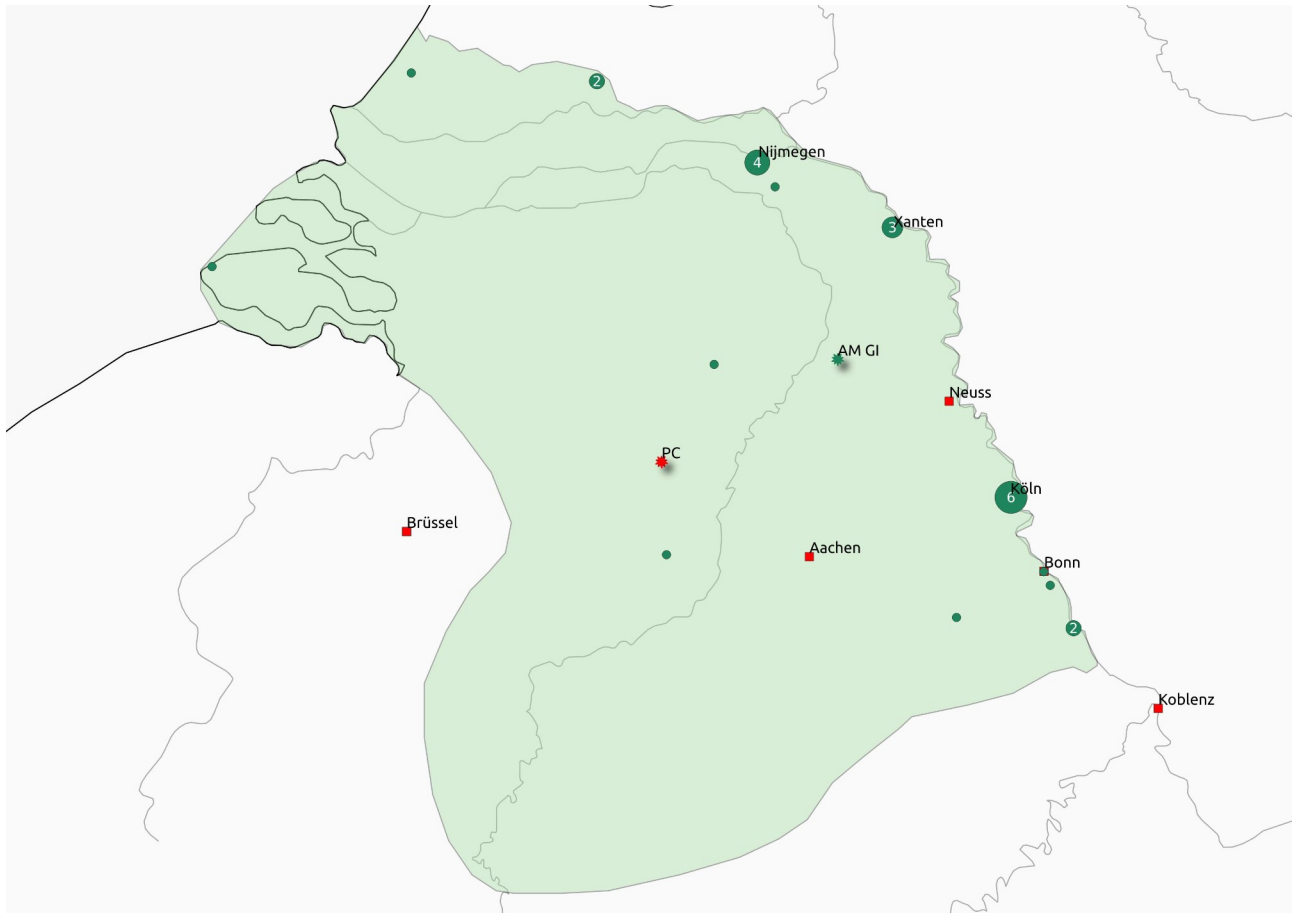 2
Nijmegen
4
Xanten
3
AM GI
Neuss
PC
Köln
6
Brüssel
Aachen
Bonn
2
Koblenz